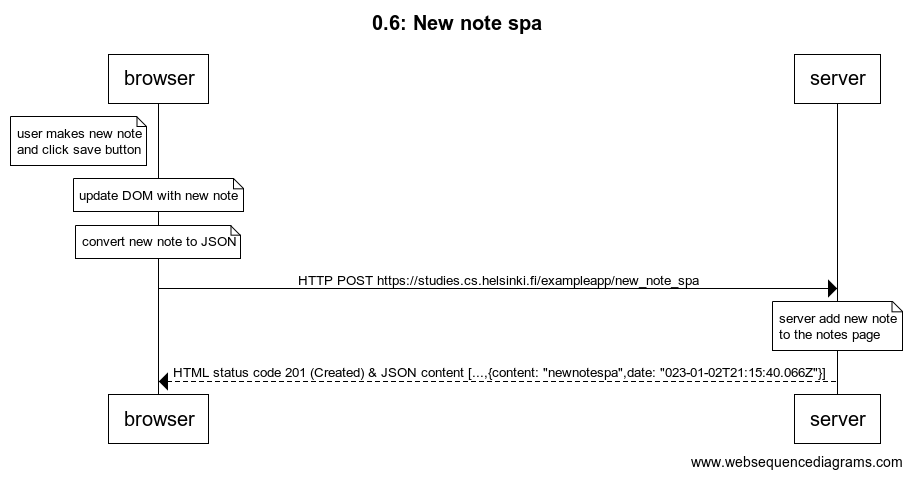 0.6: New note spa
browser
server
user makes new note
and click save button
update DOM with new note
convert new note to JSON
HTTP POST https://studies.cs.helsinki.fi/exampleapp/new_note_spa
server add new note
to the notes page
HTML status code 201 (Created) & JSON content [...,{content: "newnotespa",date: "023-01-02T21:15:40.066Z"}]
browser
server
www.websequencediagrams.com